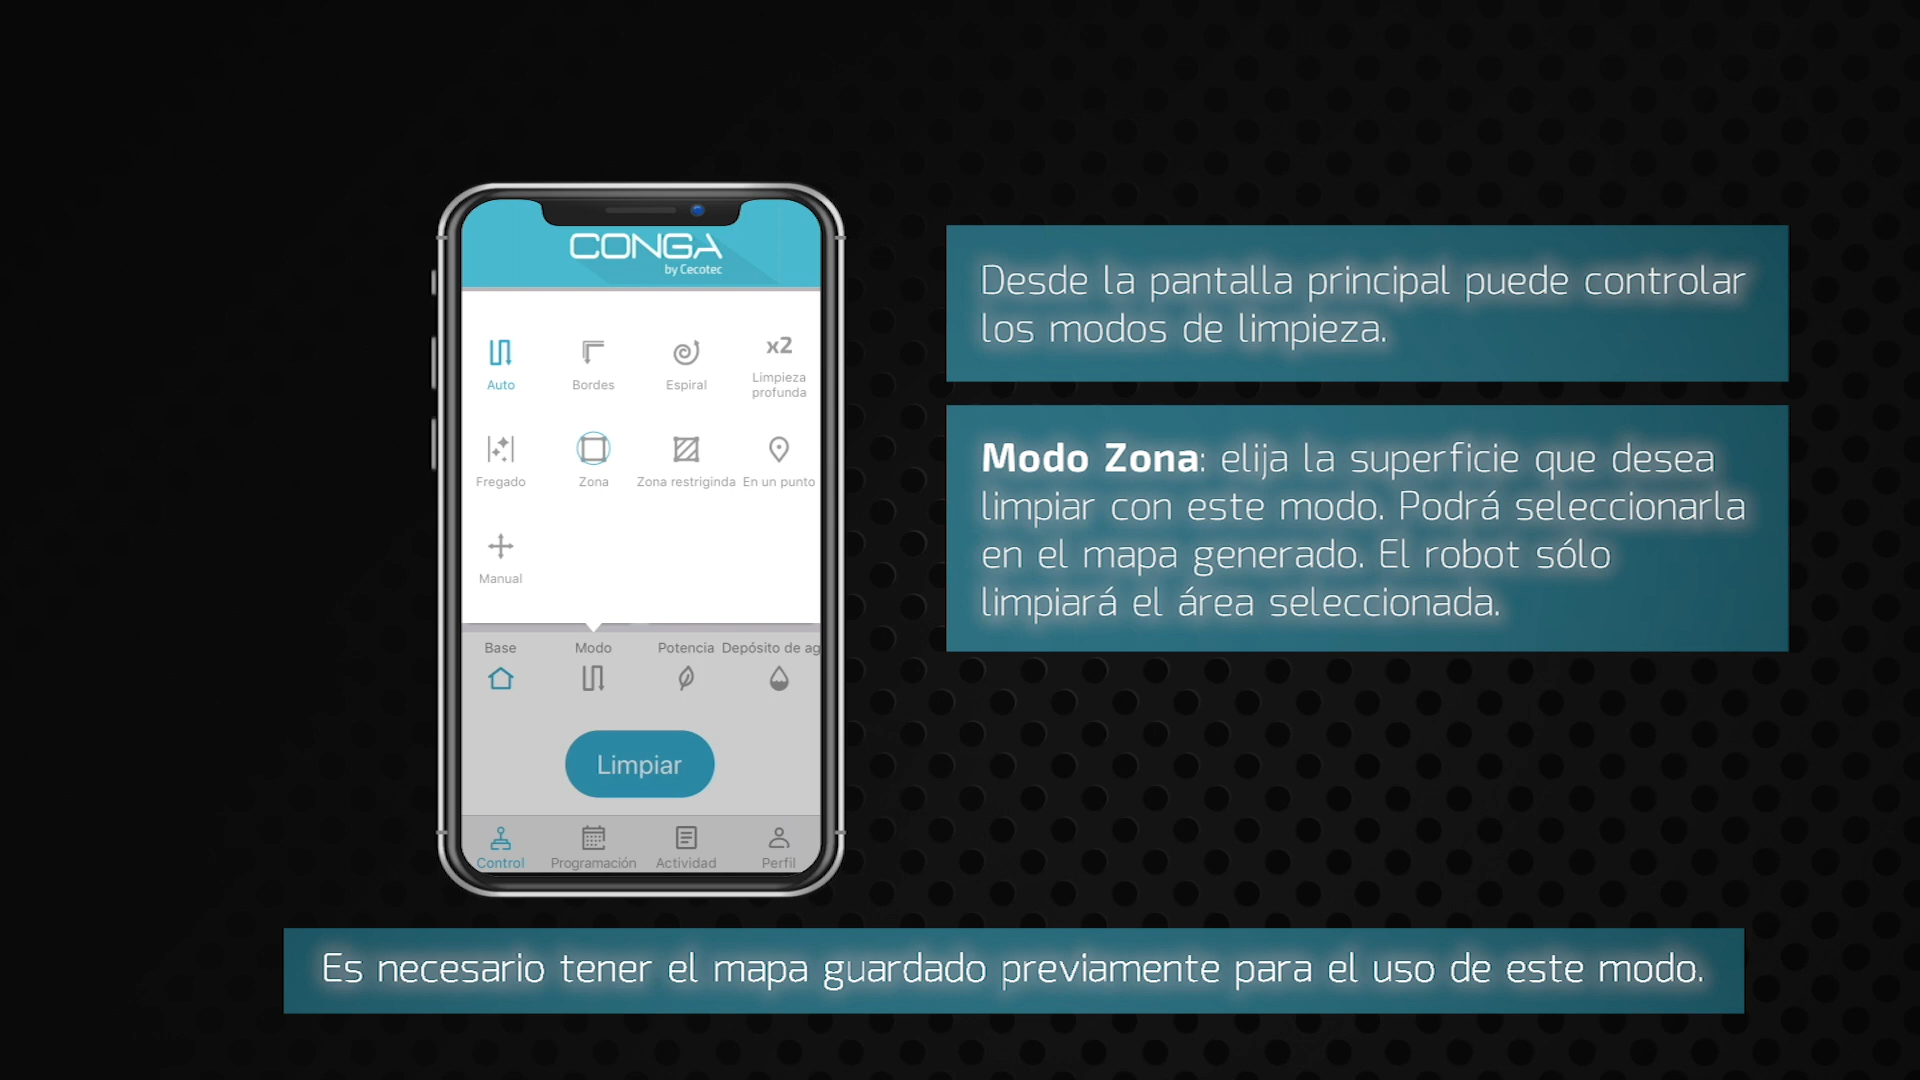 CONGA
by Cecotec
Auto
Bordes
Espiral
x2
Limpieza
profunda
Fregado
Zona
Zona restriginda
En un punto
Manual
Base
Modo
Potencia
Depósito de ag
Limpiar
Control
Programación
Actividad
Perfil
Desde la pantalla principal puede controlar
los modos de limpieza.
Modo Zona: elija la superficie que desea
limpiar con este modo. Podrá seleccionarla
en el mapa generado. El robot sólo
limpiará el área seleccionada.
Es necesario tener el mapa guardado previamente para el uso de este modo.